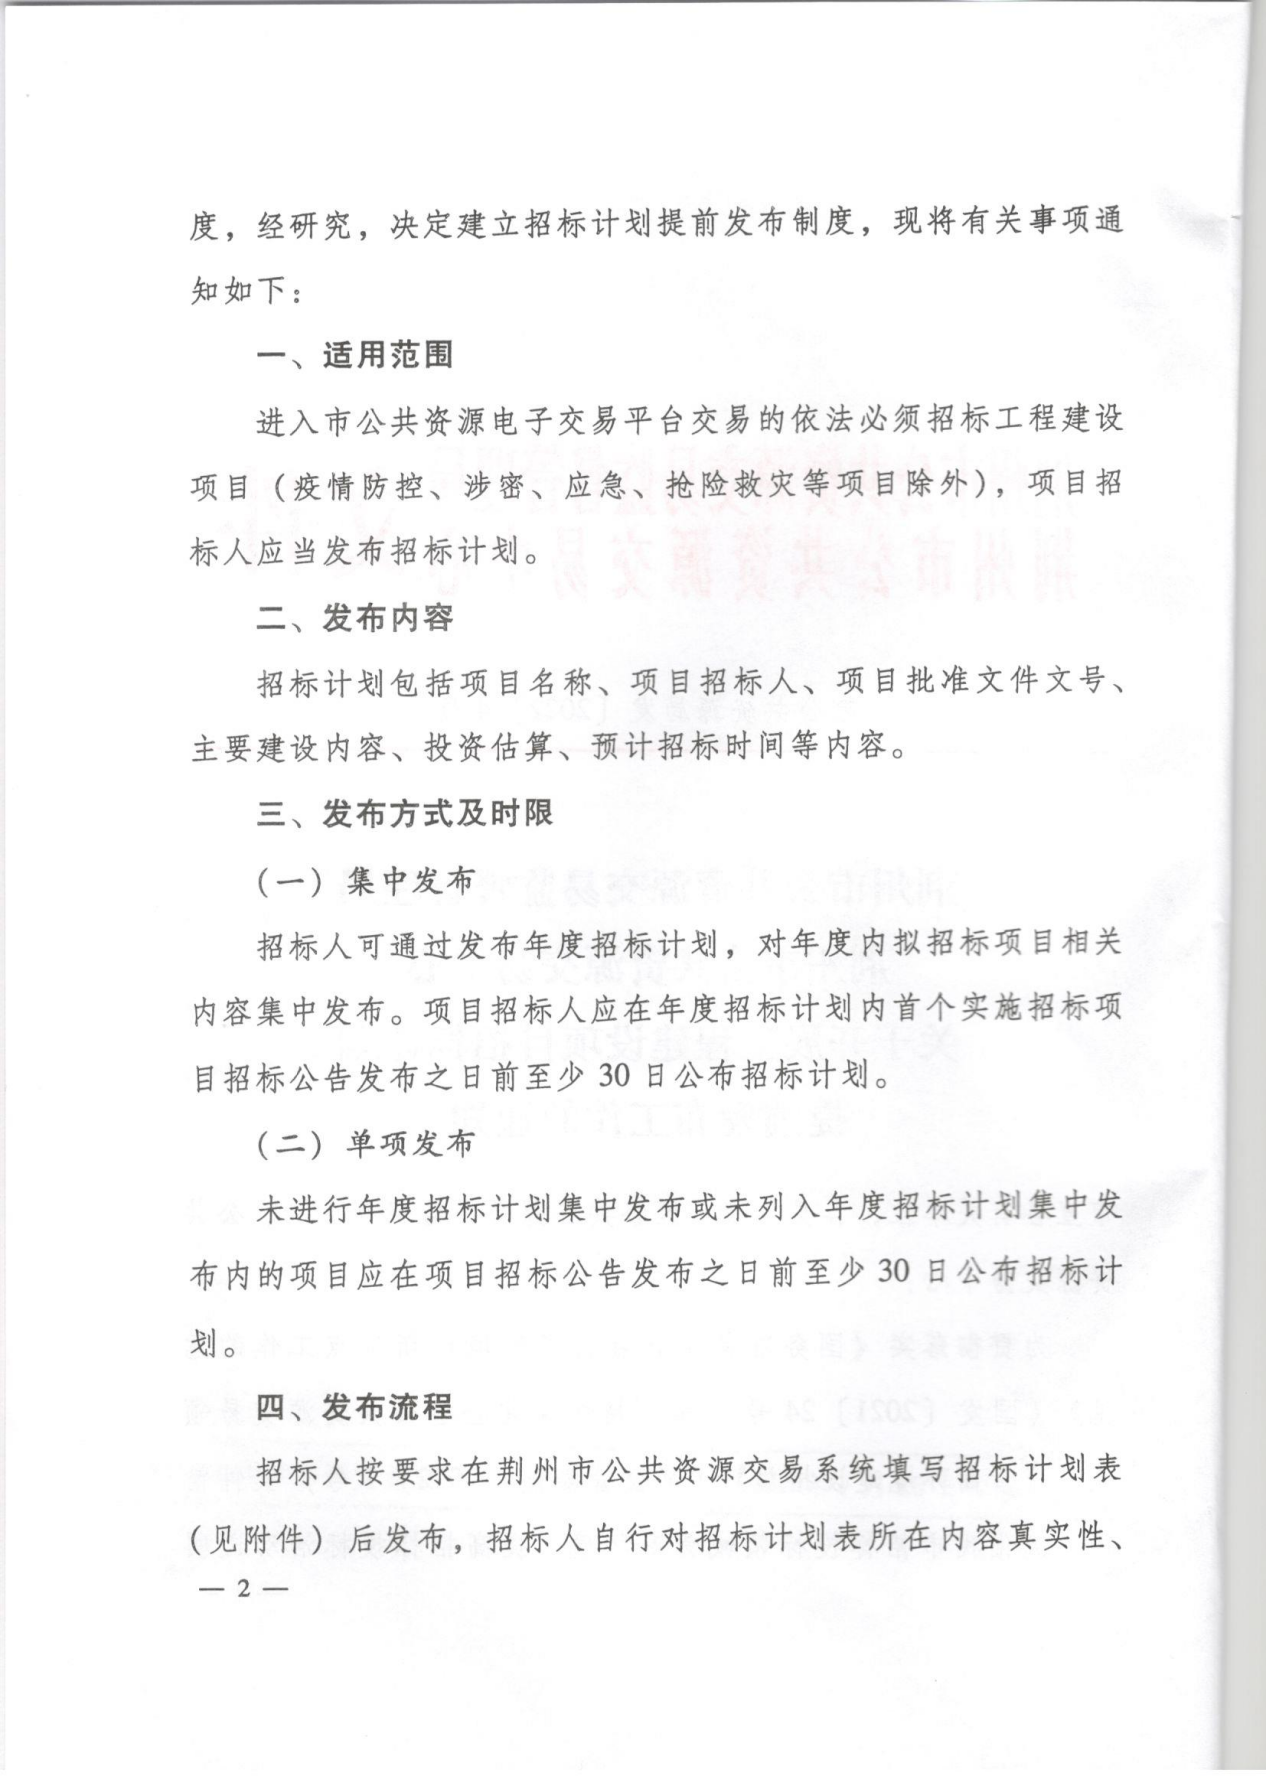 度，经研究，决定建立招标计划提前发布制度，现将有关事项通
知如下：
一、适用范围
进入市公共资源电子交易平台交易的依法必须招标工程建设
项目（疫情防控、涉密、应急、抢险救灾等项目除外），项目招
标人应当发布招标计划。
二、发布内容
招标计划包括项目名称、项目招标人、项目批准文件文号、
主要建设内容、投资估算、预计招标时间等内容。
三、发布方式及时限
（一）集中发布
招标人可通过发布年度招标计划，对年度内拟招标项目相关
内容集中发布。项目招标人应在年度招标计划内首个实施招标项
目招标公告发布之日前至少 30 日公布招标计划。
（二）单项发布
未进行年度招标计划集中发布或未列入年度招标计划集中发
布内的项目应在项目招标公告发布之日前至少 30 日公布招标计
划。
四、发布流程
招标人按要求在荆州市公共资源交易系统填写招标计划表
（见附件）后发布，招标人自行对招标计划表所在内容真实性、
— 2 —